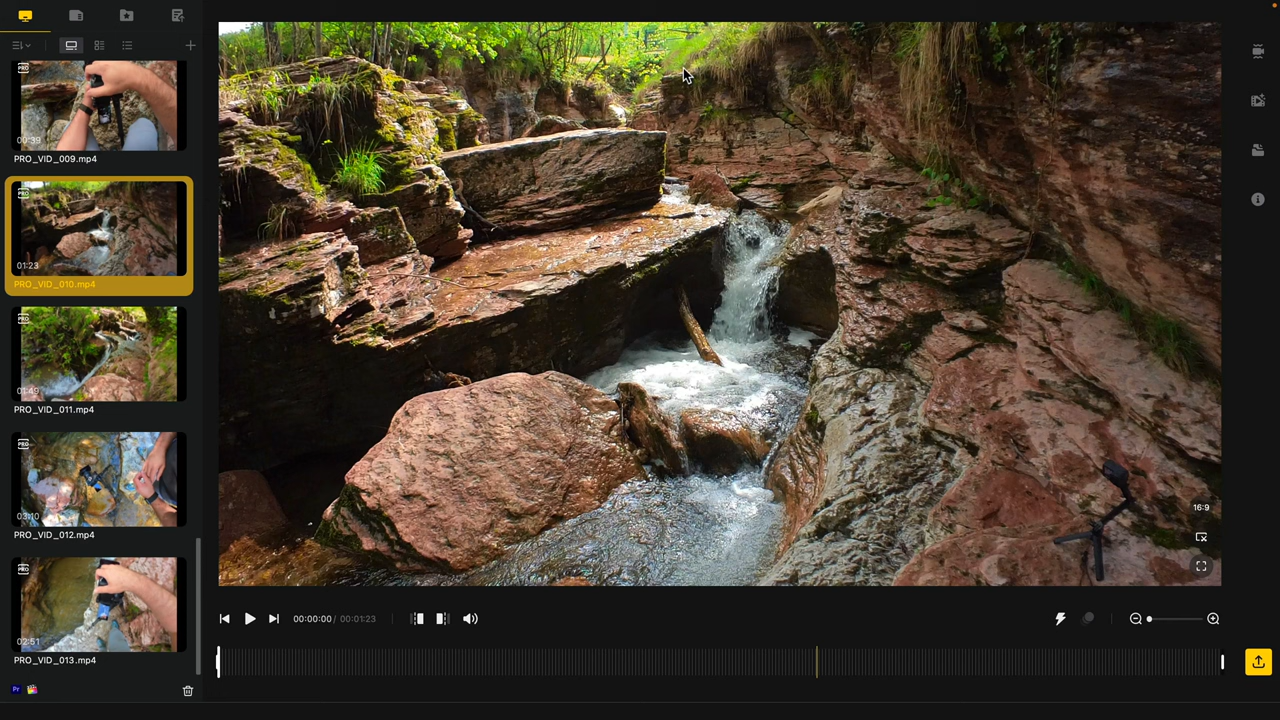 PRO
00:39
PRO_VID_009.mp4
PRO
01:23
PRO_VID_010.mp4
PRO
01:49
PRO_VID_011.mp4
PRO
03:10
PRO_VID_012.mp4
PRO
02:51
PRO_VID_013.mp4
Pr
16:9
00:00:00 / 00:01:23